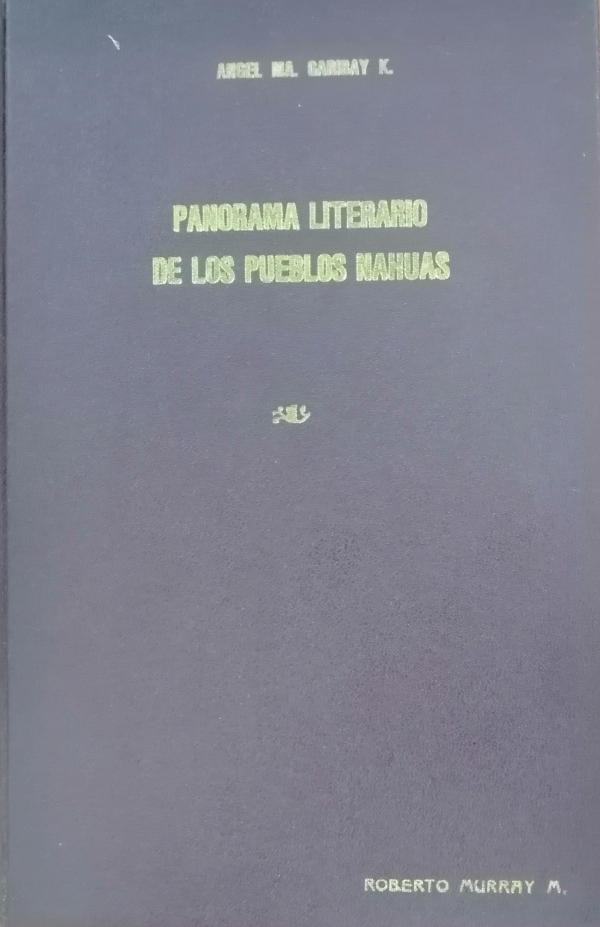 ANGEL MA. GARIBAY K.
PANORAMA LITERARIO
DE LOS PUEBLOS NAHUAS
ROBERTO MURRAY M.